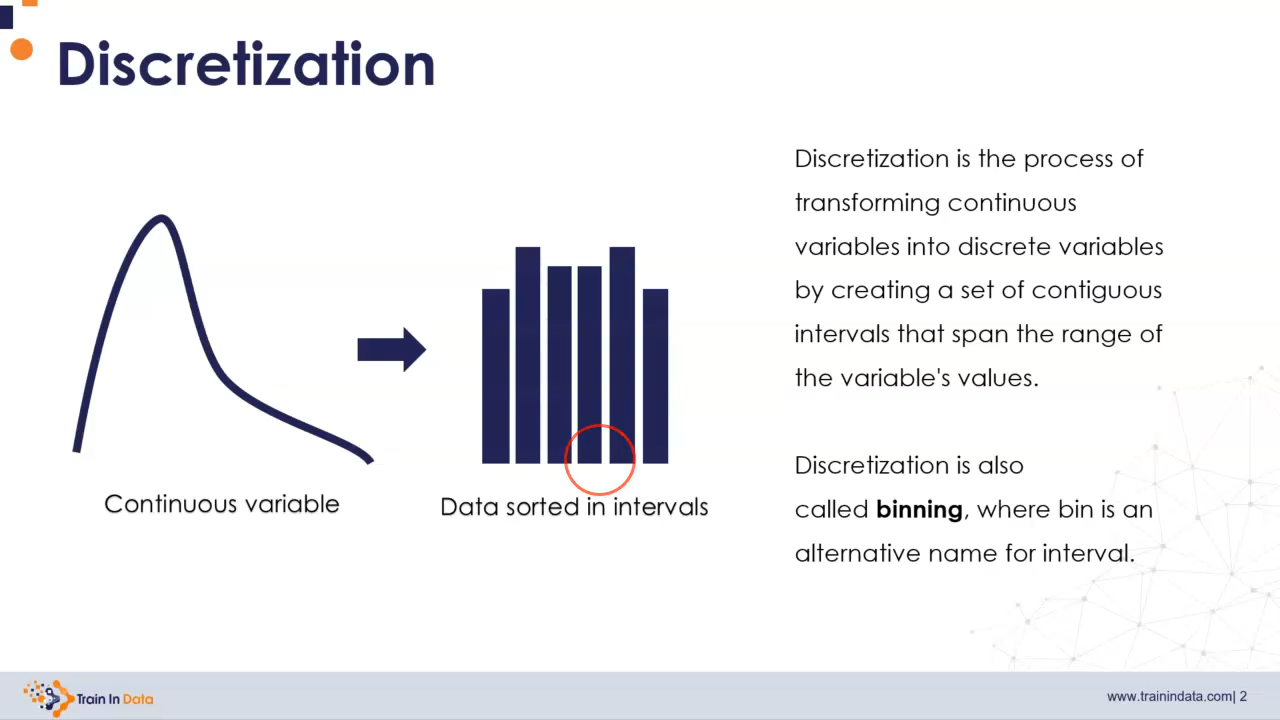 Discretization
Discretization is the process of
transforming continuous
variables into discrete variables
by creating a set of contiguous
intervals that span the range of
the variable's values.
Discretization is also
called binning, where bin is an
alternative name for interval.
Continuous variable
Data sorted in intervals
Train In Data
www.trainindata.com| 2